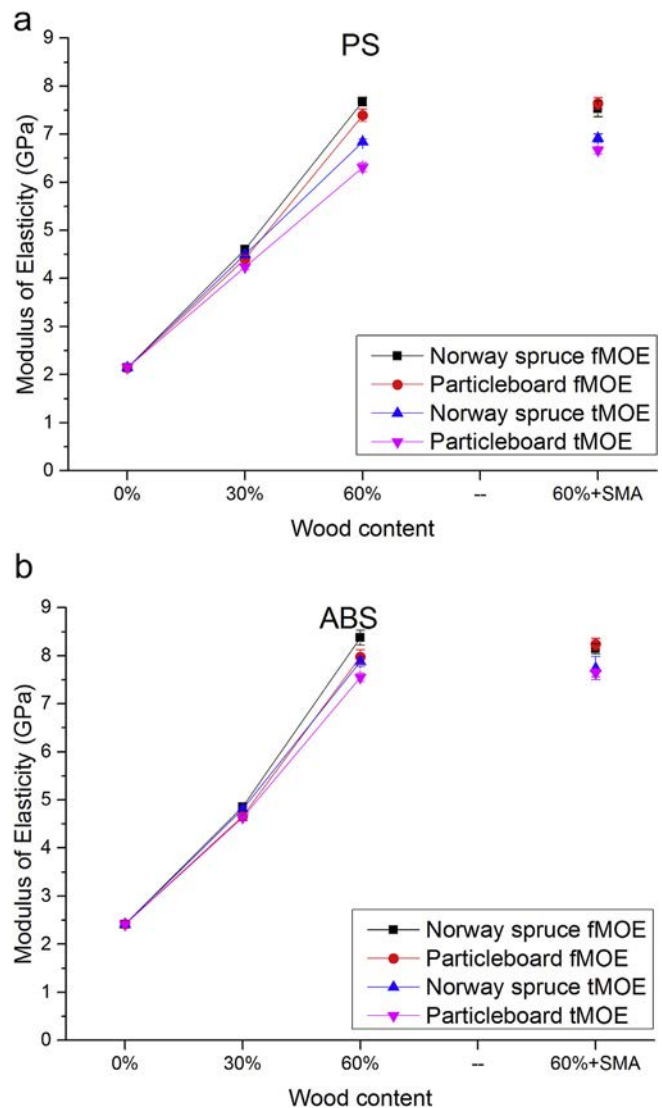 a
PS
9
8
7
6
5
4
3
2
1
0
Modulus of Elasticity (GPa)
Norway spruce fMOE
Particleboard fMOE
Norway spruce tMOE
Particleboard tMOE
0% 30% 60% -- 60%+SMA
Wood content
b
ABS
9
8
7
6
5
4
3
2
1
0
Modulus of Elasticity (GPa)
Norway spruce fMOE
Particleboard fMOE
Norway spruce tMOE
Particleboard tMOE
0% 30% 60% -- 60%+SMA
Wood content